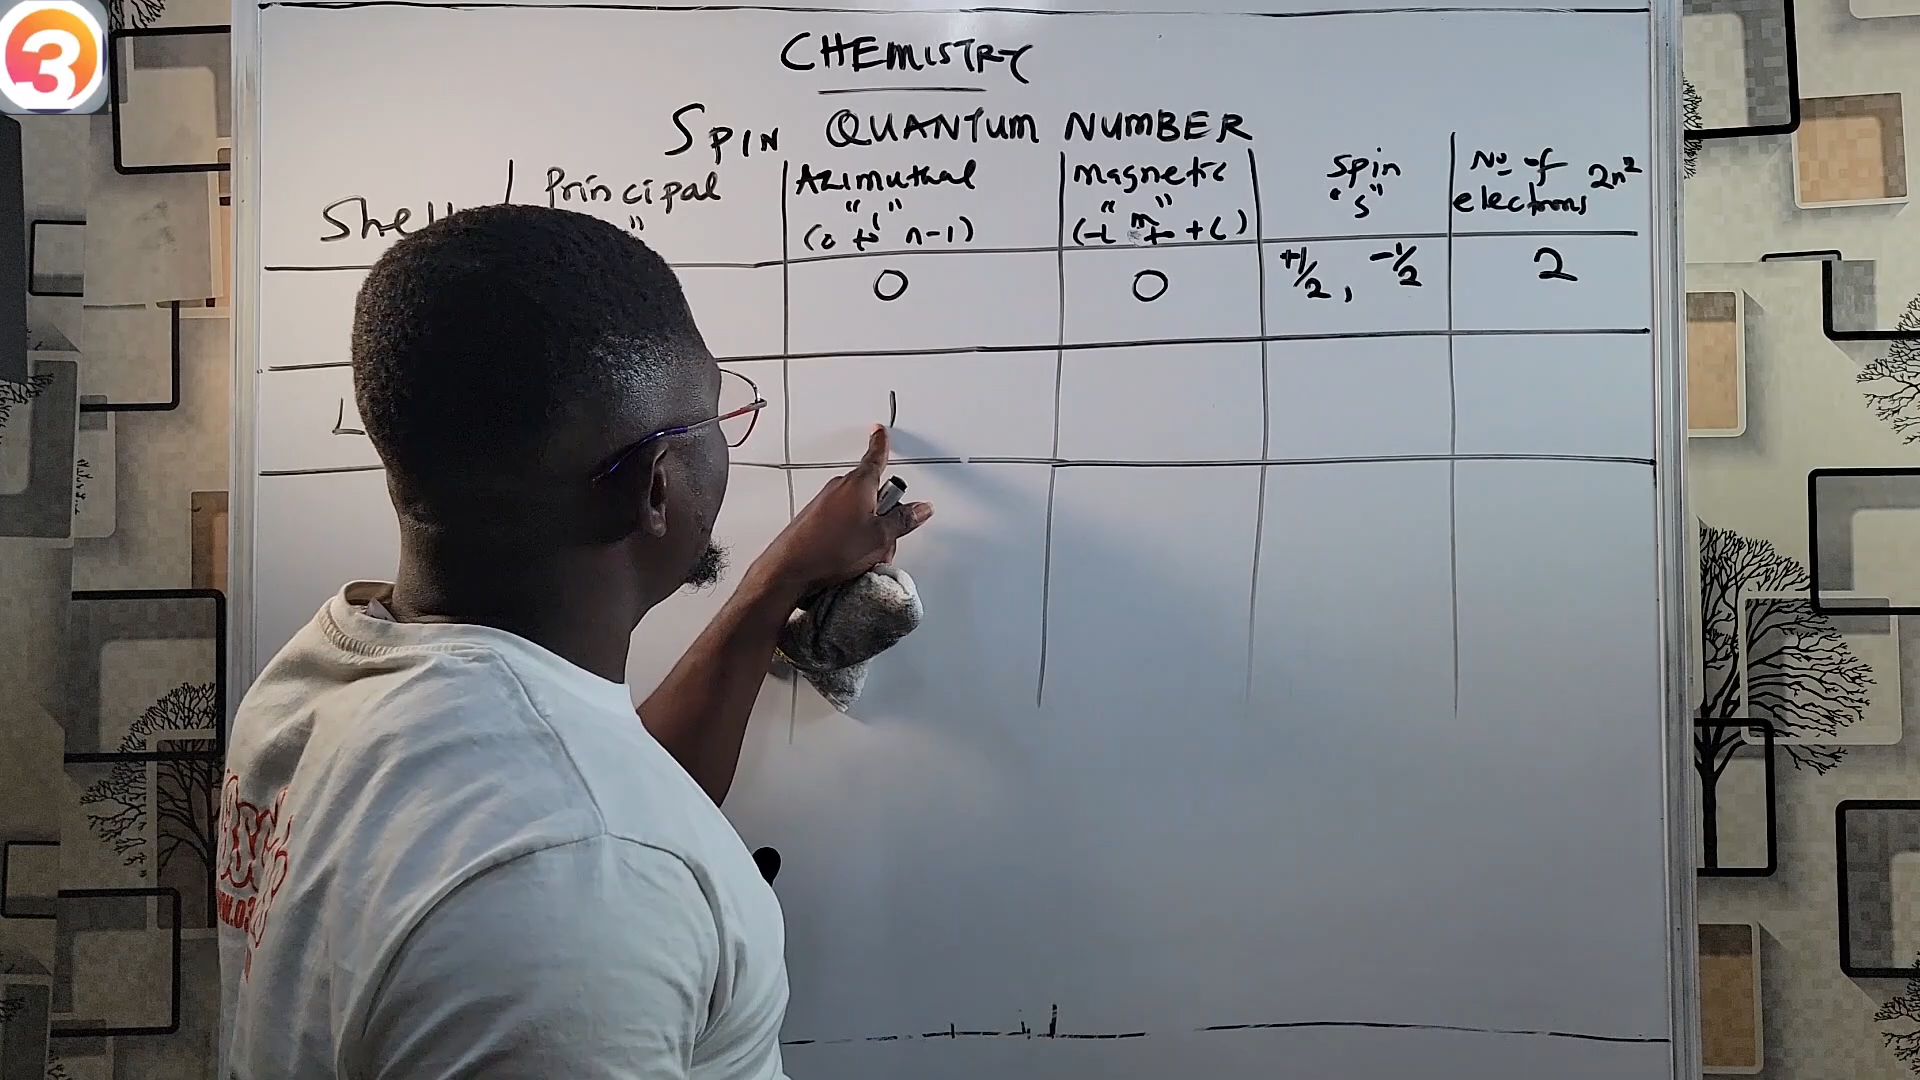 3
CHEMISTRY
SPIN QUANTUM NUMBER
Principal
"
Azimuthal
"l"
(0 to n-1)
0
1
magnetic
"m"
(-l to +l)
0
spin
"s"
+1/2, -1/2
No of
electrons 2n²
2
L